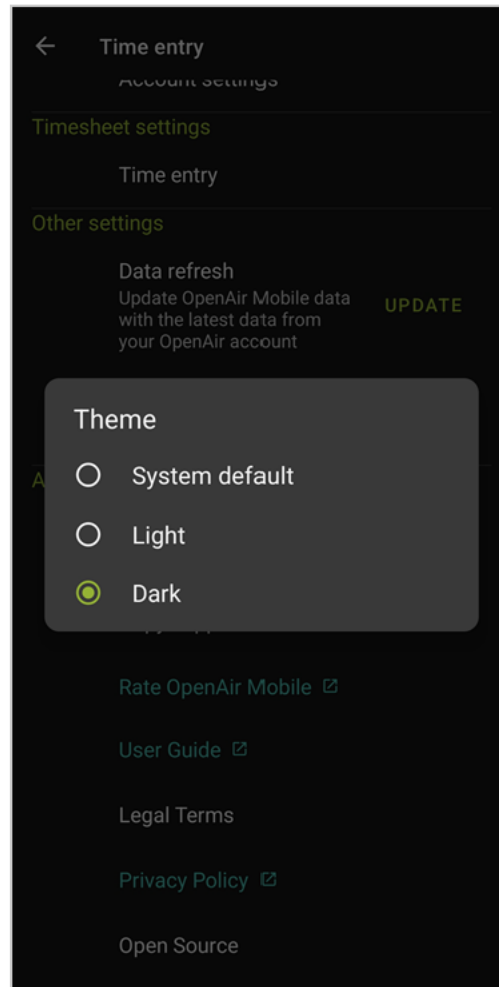 Time entry
Account settings
Timesheet settings
Time entry
Other settings
Data refresh
Update OpenAir Mobile data
with the latest data from
your OpenAir account
UPDATE
Theme
A
System default
Light
Dark
Rate OpenAir Mobile
User Guide
Legal Terms
Privacy Policy
Open Source